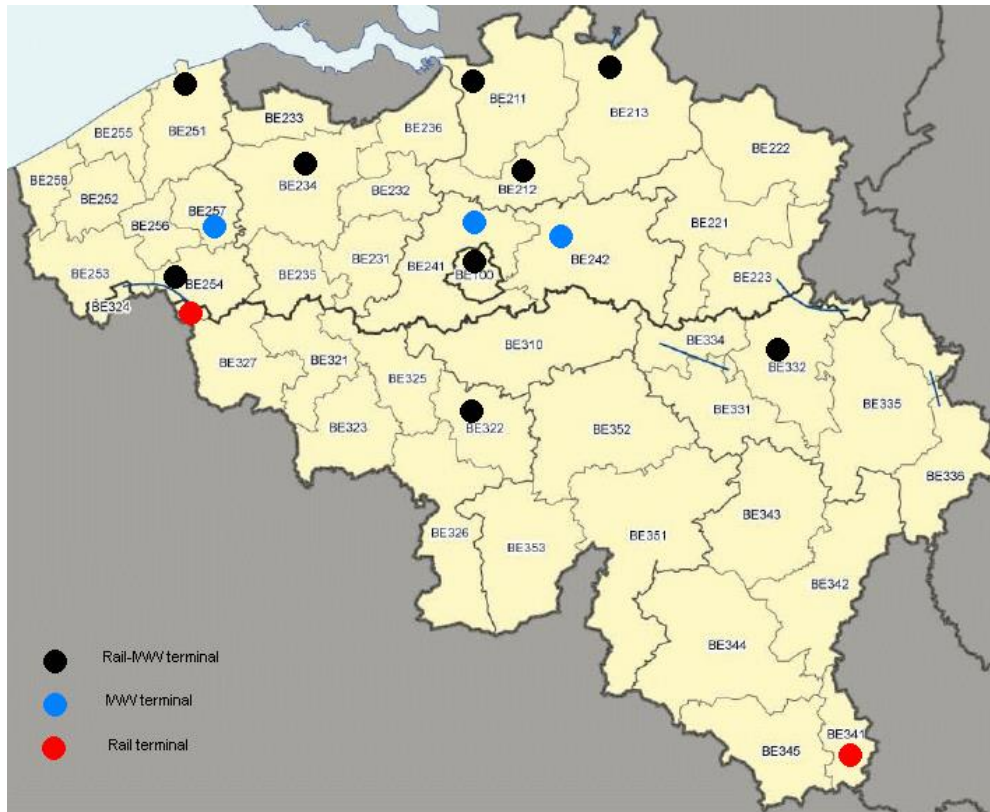 BE211
BE213
BE233
BE236
BE255
BE251
BE222
BE234
BE212
BE258
BE252
BE232
BE257
BE256
BE221
BE231
BE241
BE242
BE253
BE254
BE235
BE100
BE223
BE324
BE310
BE334
BE327
BE321
BE332
BE325
BE331
BE335
BE323
BE322
BE352
BE336
BE343
BE326
BE351
BE353
BE342
BE344
BE341
BE345
Rail-IWW terminal
IWW terminal
Rail terminal